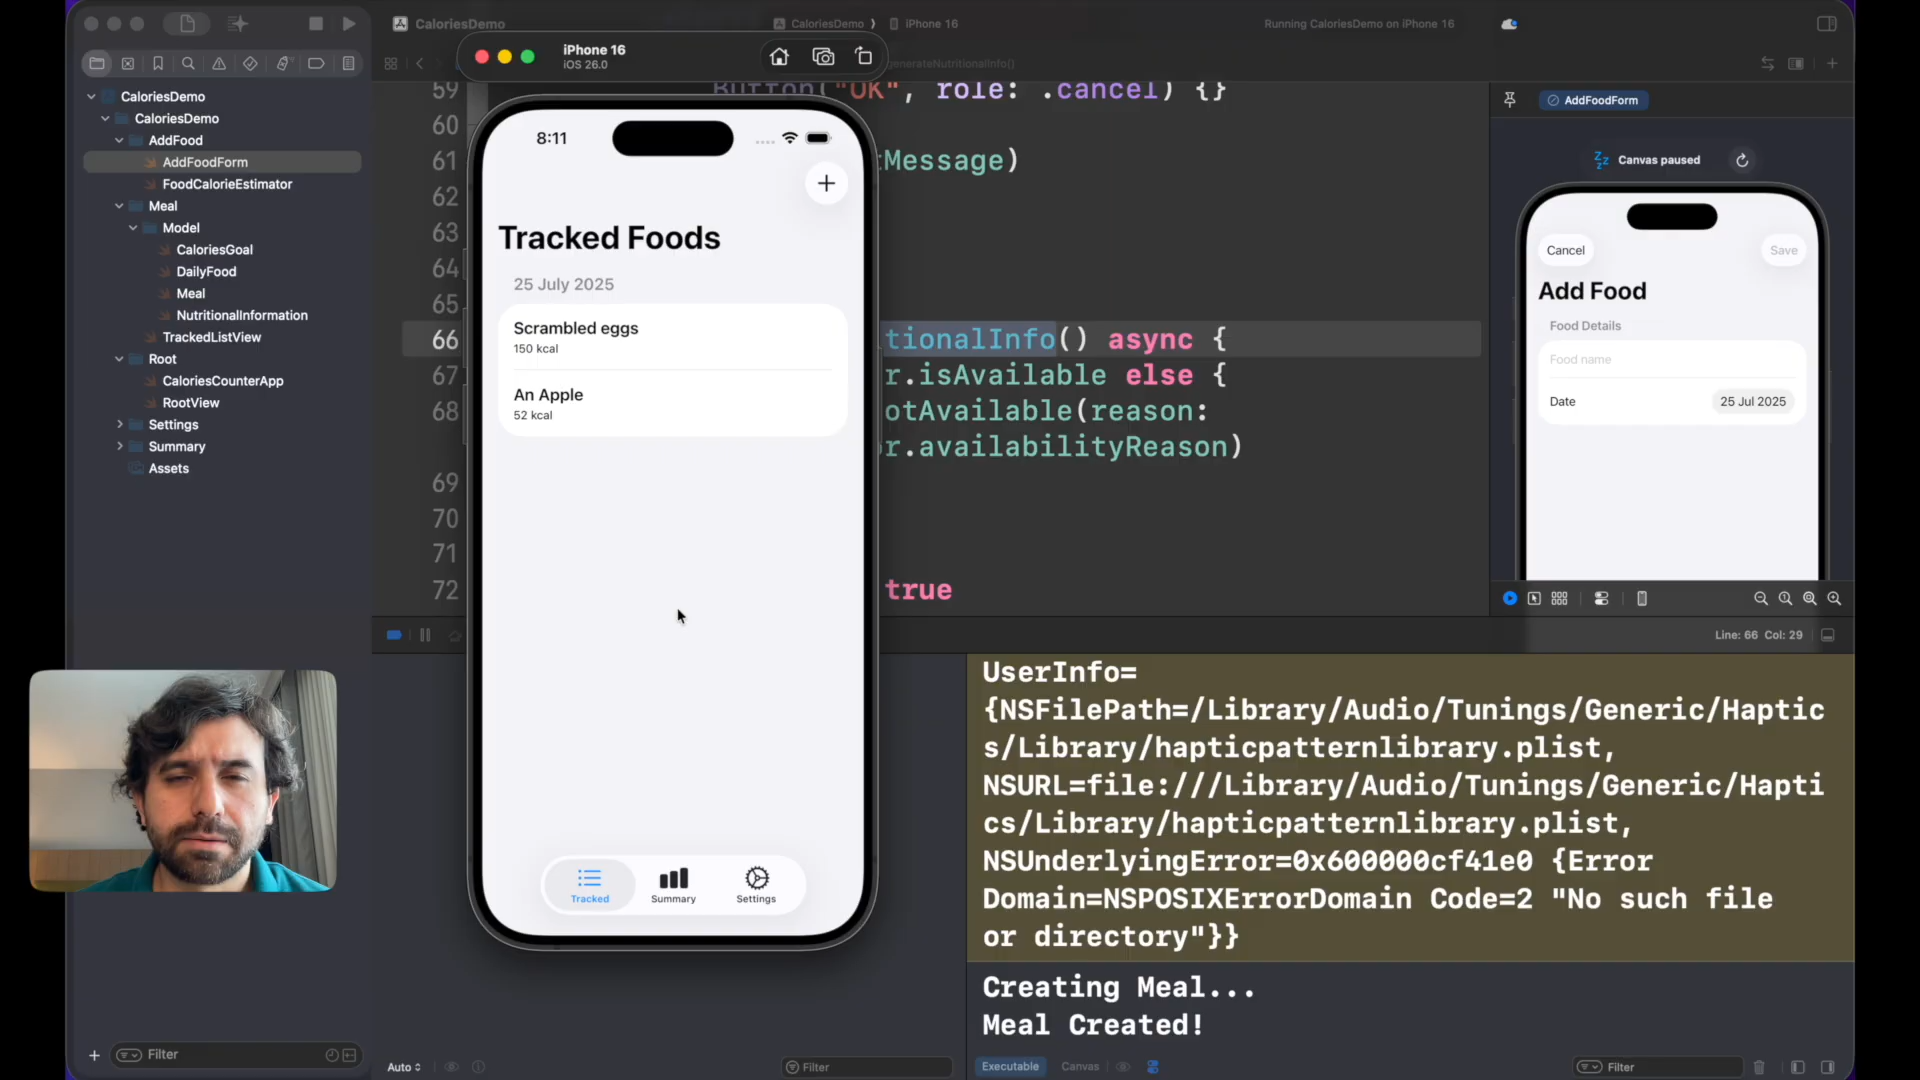 CaloriesDemo
CaloriesDemo
iPhone 16
Running CaloriesDemo on iPhone 16
iPhone 16
iOS 26.0
generateNutritionalInfo()
CaloriesDemo
CaloriesDemo
AddFood
AddFoodForm
FoodCalorieEstimator
Meal
Model
CaloriesGoal
DailyFood
Meal
NutritionalInformation
TrackedListView
Root
CaloriesCounterApp
RootView
Settings
Summary
Assets
Filter
59 Button("OK", role: .cancel) {}
60
61 tMessage)
62
63
64
65
66 tionalInfo() async {
67 r.isAvailable else {
68 otAvailable(reason:
or.availabilityReason)
69
70
71
72 true
8:11
Tracked Foods
25 July 2025
Scrambled eggs
150 kcal
An Apple
52 kcal
Tracked
Summary
Settings
AddFoodForm
Canvas paused
Cancel
Save
Add Food
Food Details
Food name
Date
25 Jul 2025
Line: 66 Col: 29
UserInfo=
{NSFilePath=/Library/Audio/Tunings/Generic/Haptic
s/Library/hapticpatternlibrary.plist,
NSURL=file:///Library/Audio/Tunings/Generic/Hapti
cs/Library/hapticpatternlibrary.plist,
NSUnderlyingError=0x600000cf41e0 {Error
Domain=NSPOSIXErrorDomain Code=2 "No such file
or directory"}}
Creating Meal...
Meal Created!
Auto
Filter
Executable
Canvas
Filter